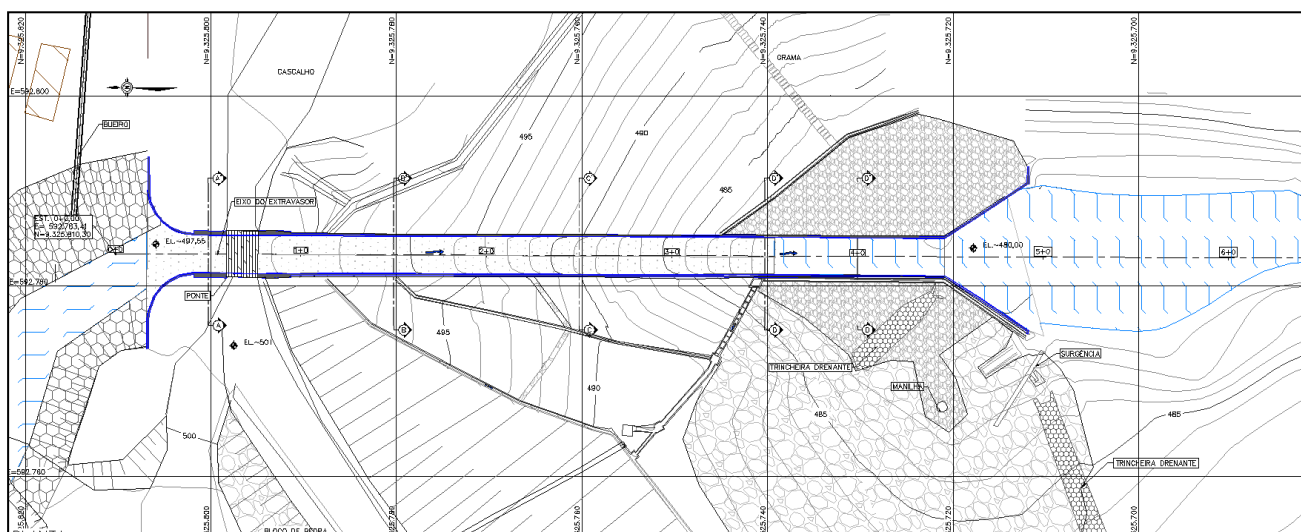 N=9.325.820
N=9.325.800
N=9.325.780
N=9.325.760
N=9.325.740
N=9.325.720
N=9.325.700
E=592.800
CASCALHO
GRAMA
N
BUEIRO
495
490
485
A
B
C
D
D
EIXO DO EXTRAVASOR
EST. 0+0,00
E= 592.783,41
N=9.325.810,30
EL.~497,55
EL.~480,00
0+0
1+0
2+0
3+0
4+0
5+0
6+0
E=592.780
PONTE
A
B
C
D
D
EL.~501
495
490
485
TRINCHEIRA DRENANTE
MANILHA
SURGÊNCIA
485
500
TRINCHEIRA DRENANTE
E=592.760
BLOCO DE PEDRA